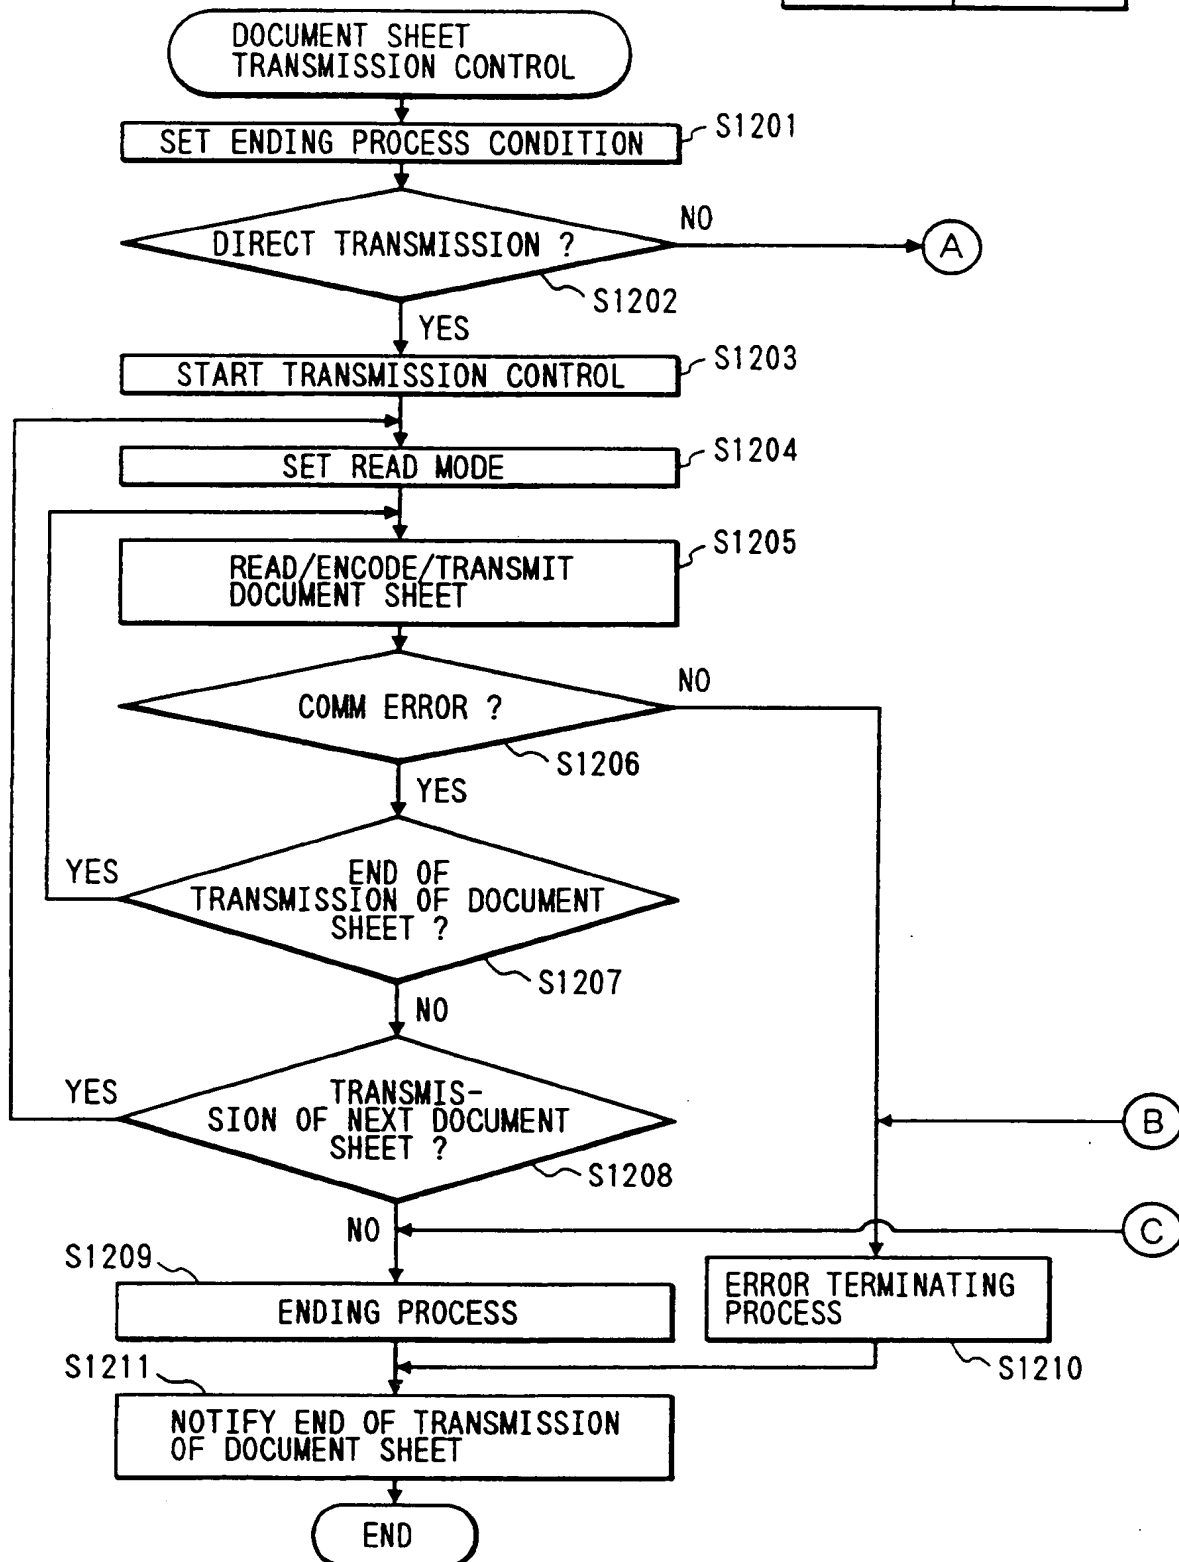 DOCUMENT SHEET
TRANSMISSION CONTROL
S1201
SET ENDING PROCESS CONDITION
NO
DIRECT TRANSMISSION ?
A
S1202
YES
S1203
START TRANSMISSION CONTROL
S1204
SET READ MODE
S1205
READ/ENCODE/TRANSMIT
DOCUMENT SHEET
NO
COMM ERROR ?
S1206
YES
YES
END OF
TRANSMISSION OF DOCUMENT
SHEET ?
S1207
NO
YES
TRANSMIS-
SION OF NEXT DOCUMENT
SHEET ?
B
S1208
NO
C
S1209
ENDING PROCESS
ERROR TERMINATING
PROCESS
S1210
S1211
NOTIFY END OF TRANSMISSION
OF DOCUMENT SHEET
END